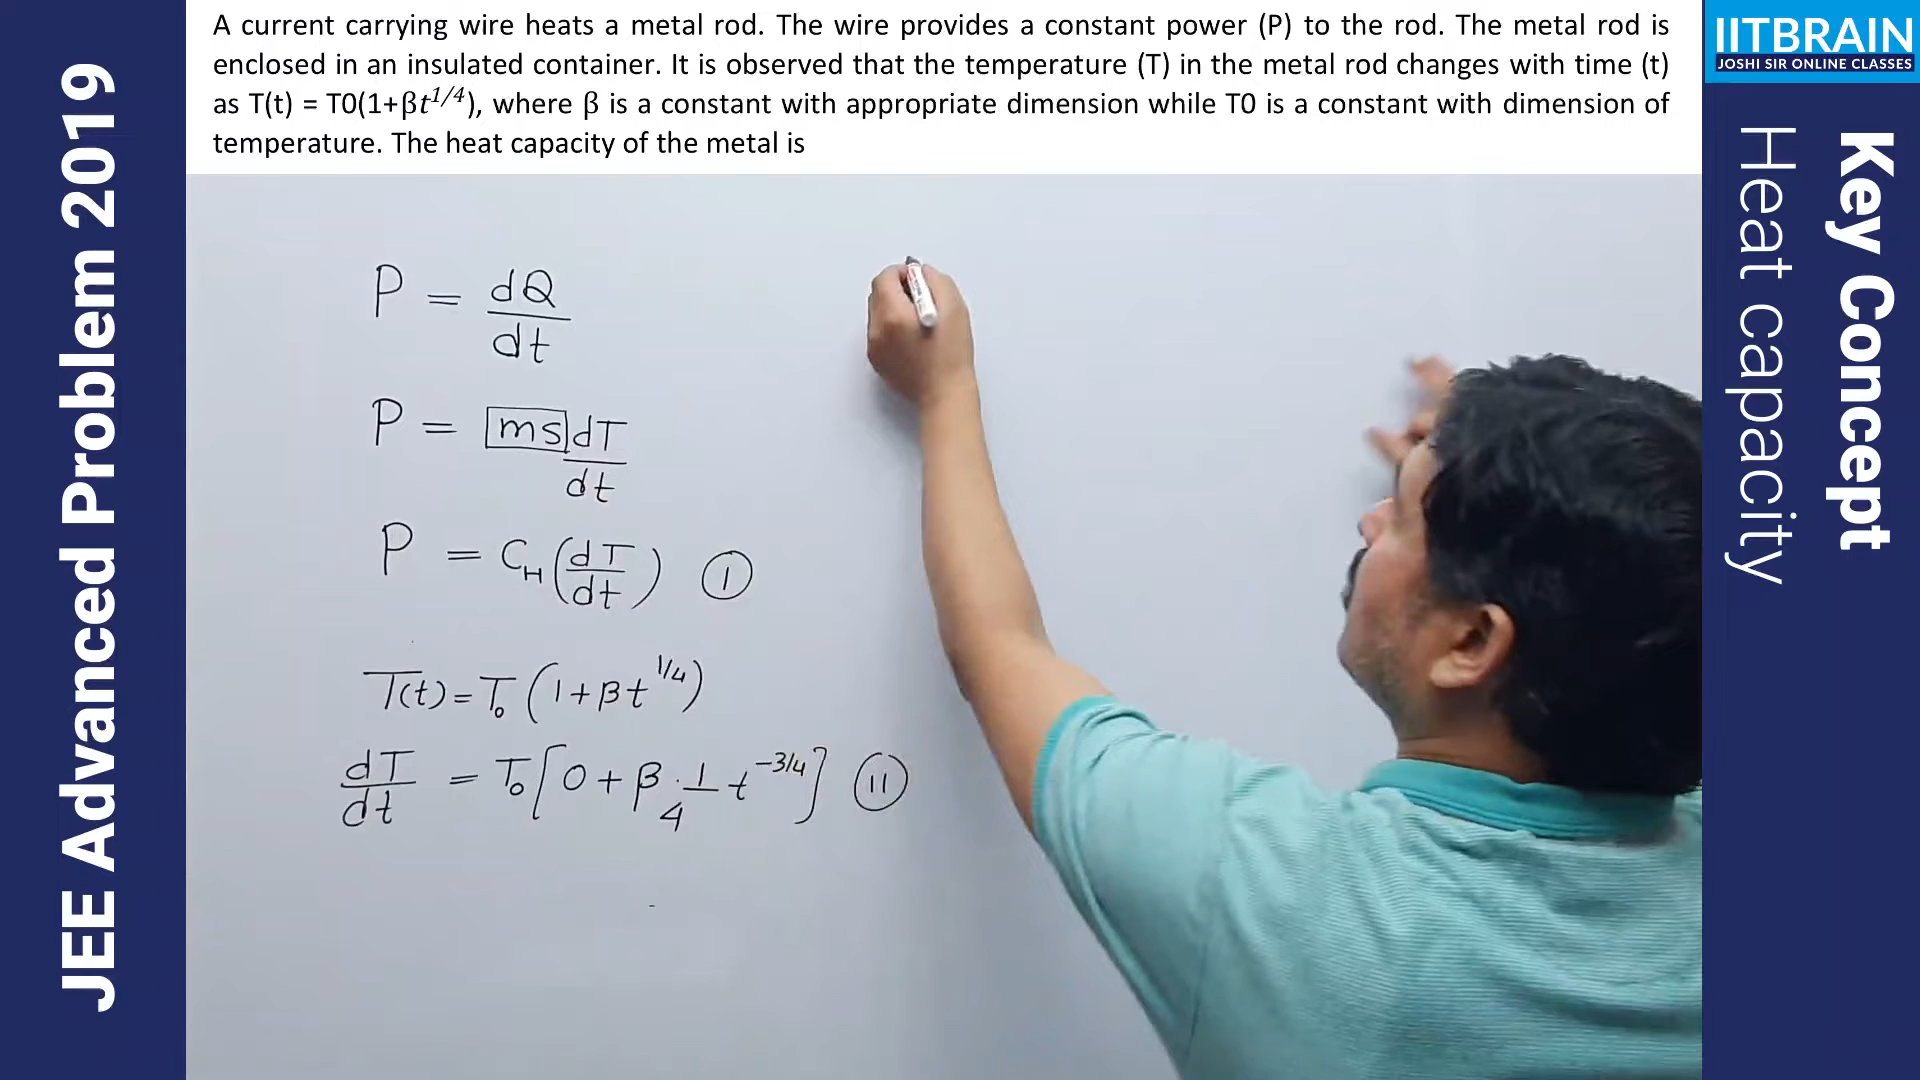 A current carrying wire heats a metal rod. The wire provides a constant power (P) to the rod. The metal rod is
enclosed in an insulated container. It is observed that the temperature (T) in the metal rod changes with time (t)
as T(t) = T0(1+βt^1/4), where β is a constant with appropriate dimension while T0 is a constant with dimension of
temperature. The heat capacity of the metal is
IITBRAIN
JOSHI SIR ONLINE CLASSES
JEE Advanced Problem 2019
Key Concept
Heat capacity
P = dQ/dt
P = ms dT/dt
P = C_H (dT/dt) I
T(t) = T₀ (1 + β t^1/4)
dT/dt = T₀ [0 + β · 1/4 t^-3/4] II